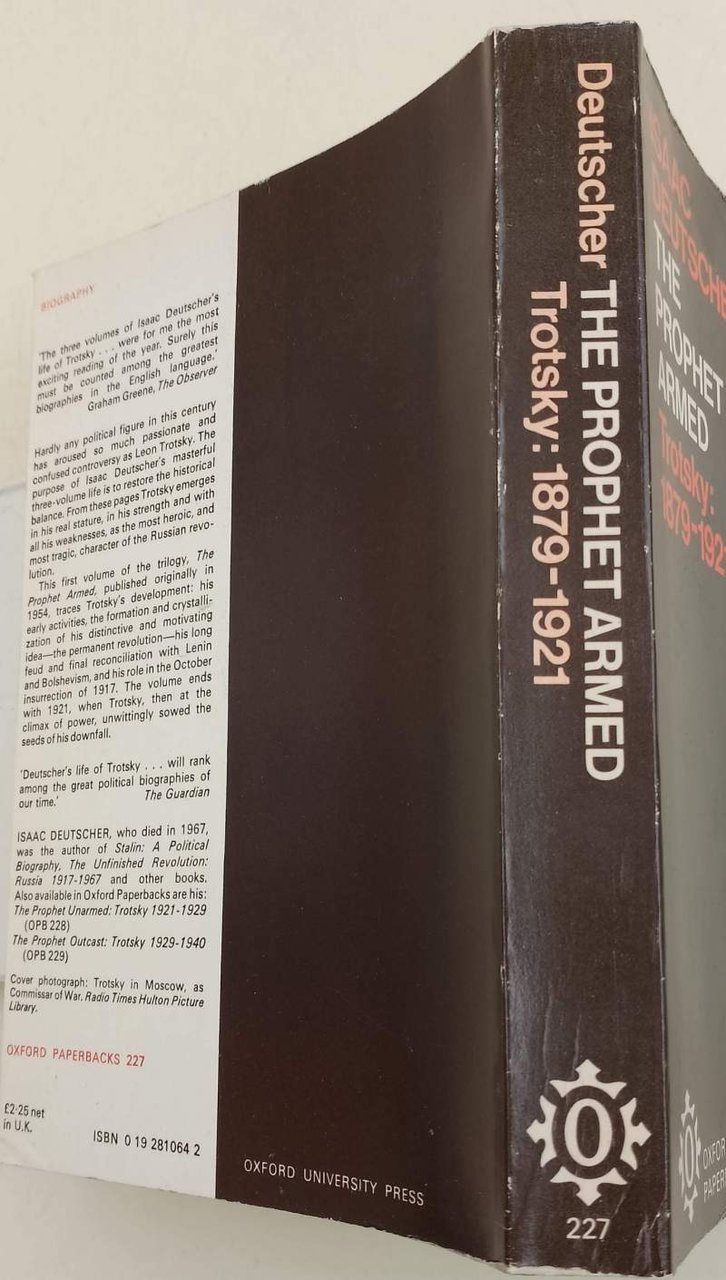 BIOGRAPHY
'The three volumes of Isaac Deutscher's
life of Trotsky . . . were for me the most
exciting reading of the year. Surely this
must be counted among the greatest
biographies in the English language.'
Graham Greene, The Observer
Hardly any political figure in this century
has aroused so much passionate and
confused controversy as Leon Trotsky. The
purpose of Isaac Deutscher's masterful
three-volume life is to restore the historical
balance. From these pages Trotsky emerges
in his real stature, in his strength and with
all his weaknesses, as the most heroic, and
most tragic, character of the Russian revo-
lution.
This first volume of the trilogy, The
Prophet Armed, published originally in
1954, traces Trotsky's development: his
early activities, the formation and crystalli-
zation of his distinctive and motivating
idea—the permanent revolution—his long
feud and final reconciliation with Lenin
and Bolshevism, and his role in the October
insurrection of 1917. The volume ends
with 1921, when Trotsky, then at the
climax of power, unwittingly sowed the
seeds of his downfall.
'Deutscher's life of Trotsky . . . will rank
among the great political biographies of
our time.' The Guardian
ISAAC DEUTSCHER, who died in 1967,
was the author of Stalin: A Political
Biography, The Unfinished Revolution:
Russia 1917-1967 and other books.
Also available in Oxford Paperbacks are his:
The Prophet Unarmed: Trotsky 1921-1929
(OPB 228)
The Prophet Outcast: Trotsky 1929-1940
(OPB 229)
Cover photograph: Trotsky in Moscow, as
Commissar of War. Radio Times Hulton Picture
Library.
OXFORD PAPERBACKS 227
£2·25 net
in U.K.
ISBN 0 19 281064 2
OXFORD UNIVERSITY PRESS
Deutscher THE PROPHET ARMED
Trotsky: 1879-1921
O
227
ISAAC
DEUTSCHE
THE
PROPHET
ARMED
Trotsky:
1879-192
O
OXFOR
PAPER